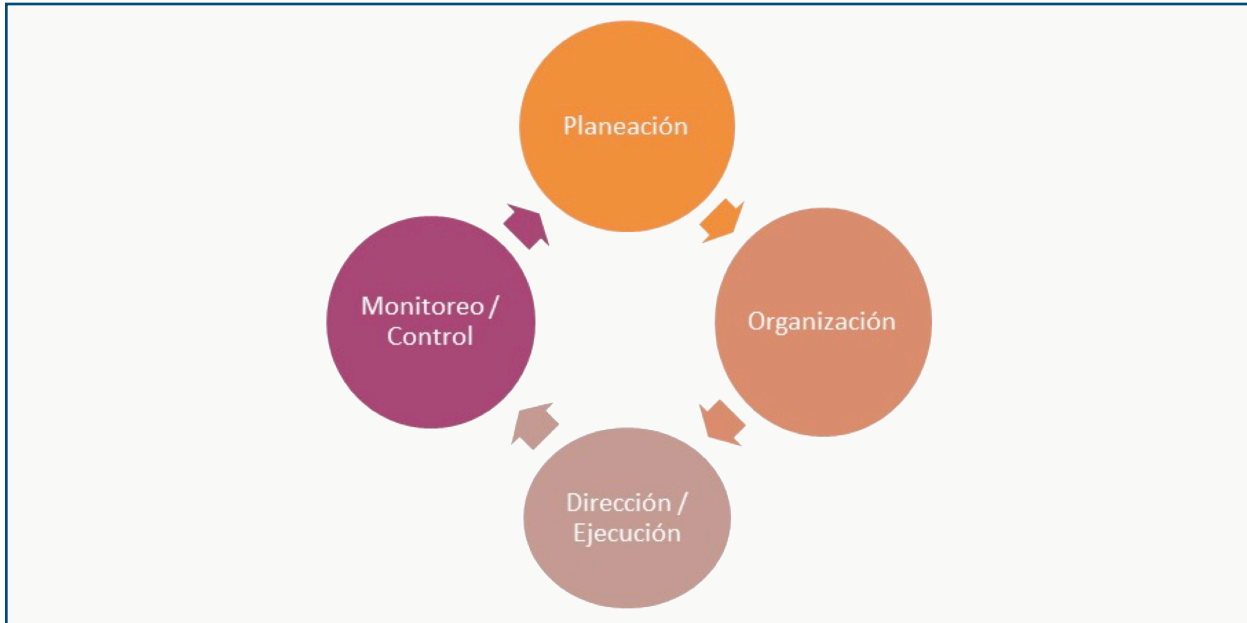 Planeación
Organización
Dirección /
Ejecución
Monitoreo /
Control